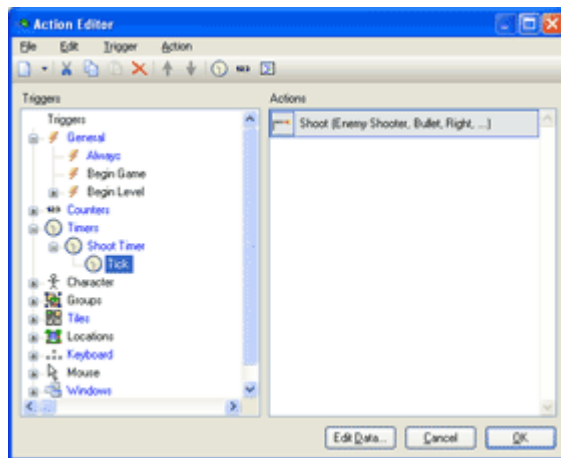 Action Editor
File Edit Trigger Action
Triggers
Actions
Triggers
General
Always
Begin Game
Begin Level
Counters
Timers
Shoot Timer
Tick
Character
Groups
Tiles
Locations
Keyboard
Mouse
Windows
Shoot (Enemy Shooter, Bullet, Right, ...)
Edit Data...
Cancel
OK